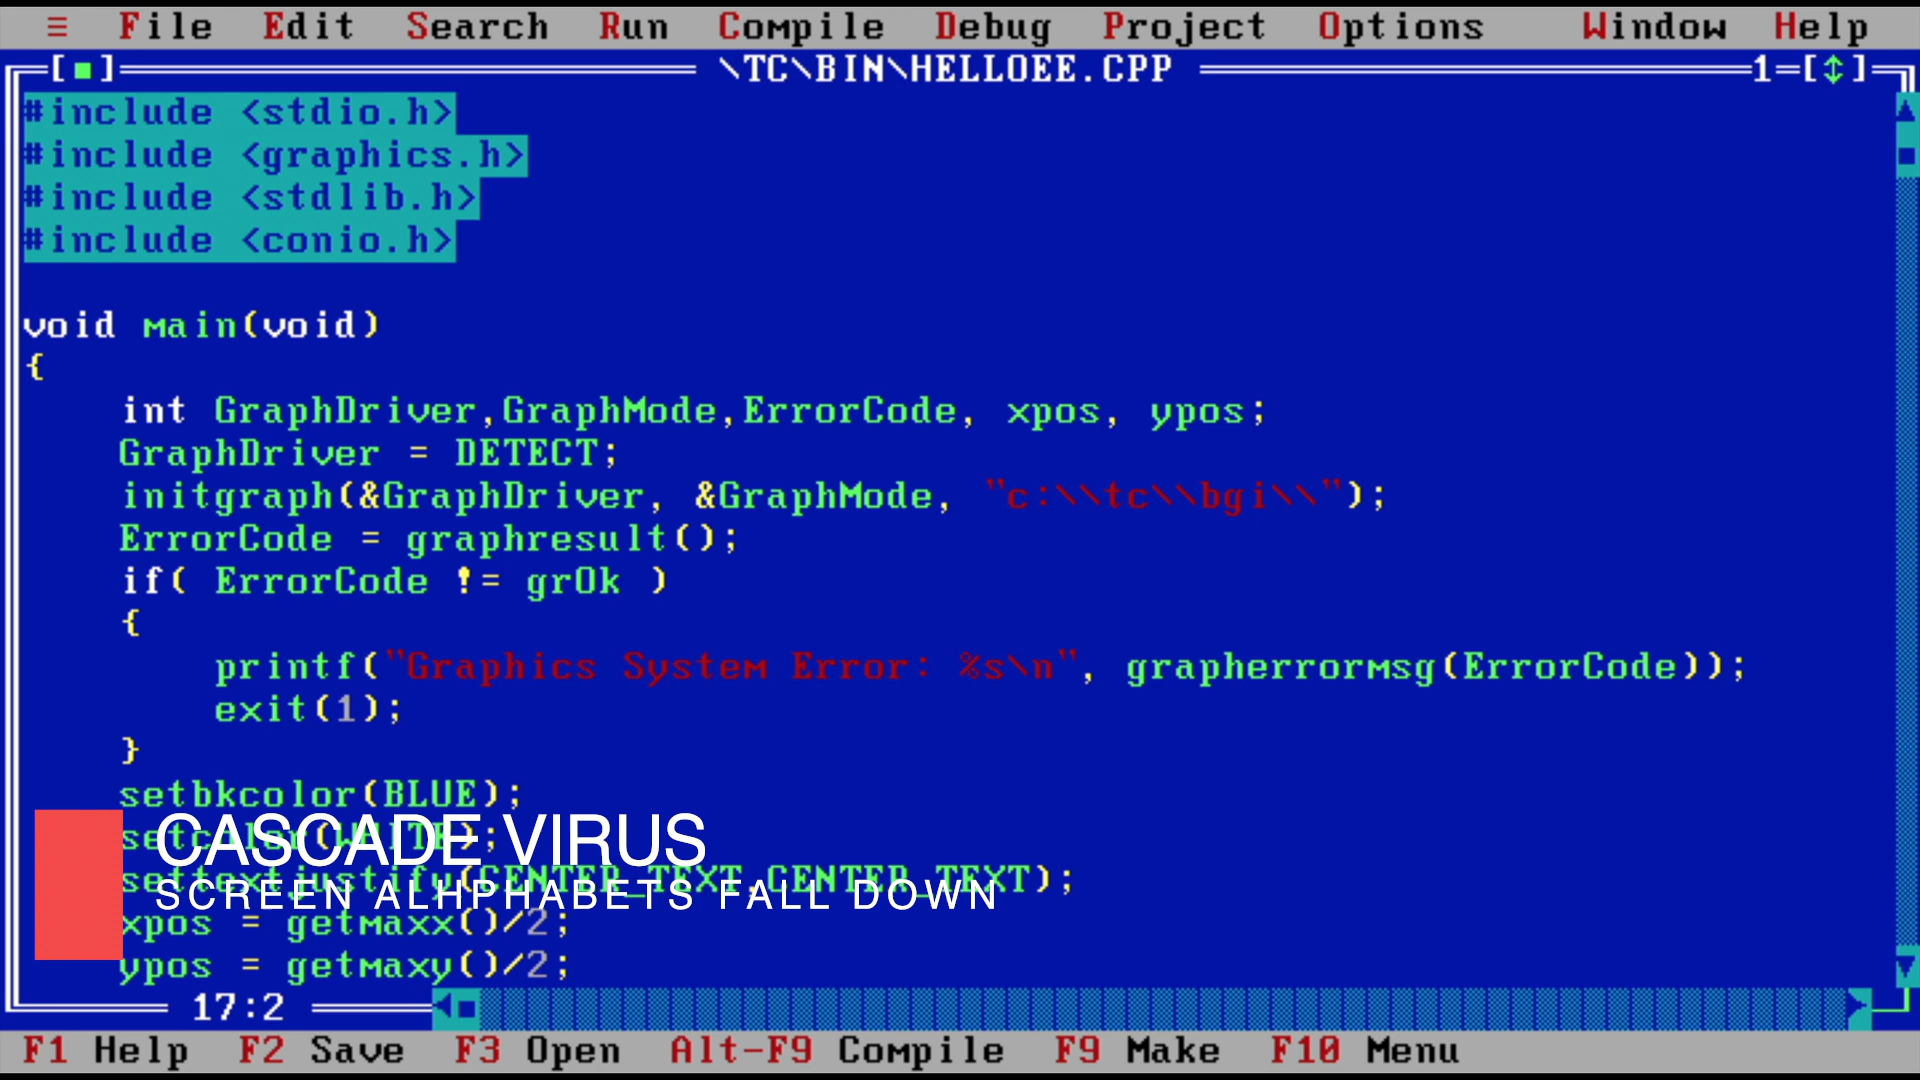 ≡ File Edit Search Run Compile Debug Project Options Window Help
[■] \TC\BIN\HELLOEE.CPP 1=[↕]
#include <stdio.h>
#include <graphics.h>
#include <stdlib.h>
#include <conio.h>
void main(void)
{
int GraphDriver,GraphMode,ErrorCode, xpos, ypos;
GraphDriver = DETECT;
initgraph(&GraphDriver, &GraphMode, "c:\\tc\\bgi\\");
ErrorCode = graphresult();
if( ErrorCode != grOk )
{
printf("Graphics System Error: %s\n", grapherrormsg(ErrorCode));
exit(1);
}
setbkcolor(BLUE);
setcolor(WHITE);
CASCADE VIRUS
settextjustify(CENTER_TEXT,CENTER_TEXT);
SCREEN ALHPHABETS FALL DOWN
xpos = getmaxx()/2;
ypos = getmaxy()/2;
17:2
F1 Help F2 Save F3 Open Alt-F9 Compile F9 Make F10 Menu